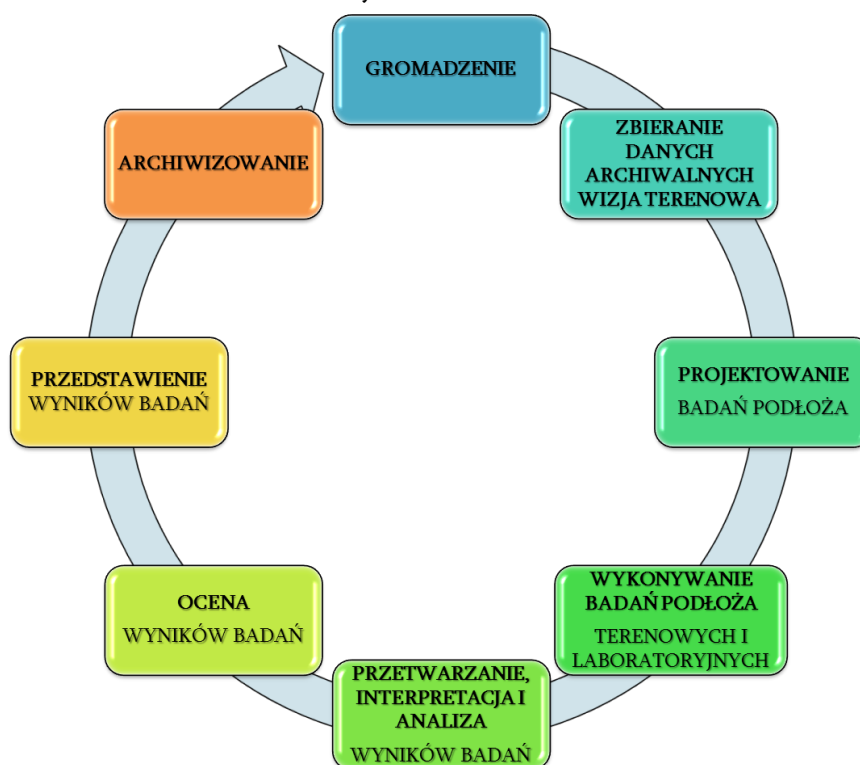 GROMADZENIE
ZBIERANIE
DANYCH
ARCHIWALNYCH
WIZJA TERENOWA
PROJEKTOWANIE
BADAŃ PODŁOŻA
WYKONYWANIE
BADAŃ PODŁOŻA
TERENOWYCH I
LABORATORYJNYCH
PRZETWARZANIE,
INTERPRETACJA I
ANALIZA
WYNIKÓW BADAŃ
OCENA
WYNIKÓW BADAŃ
PRZEDSTAWIENIE
WYNIKÓW BADAŃ
ARCHIWIZOWANIE